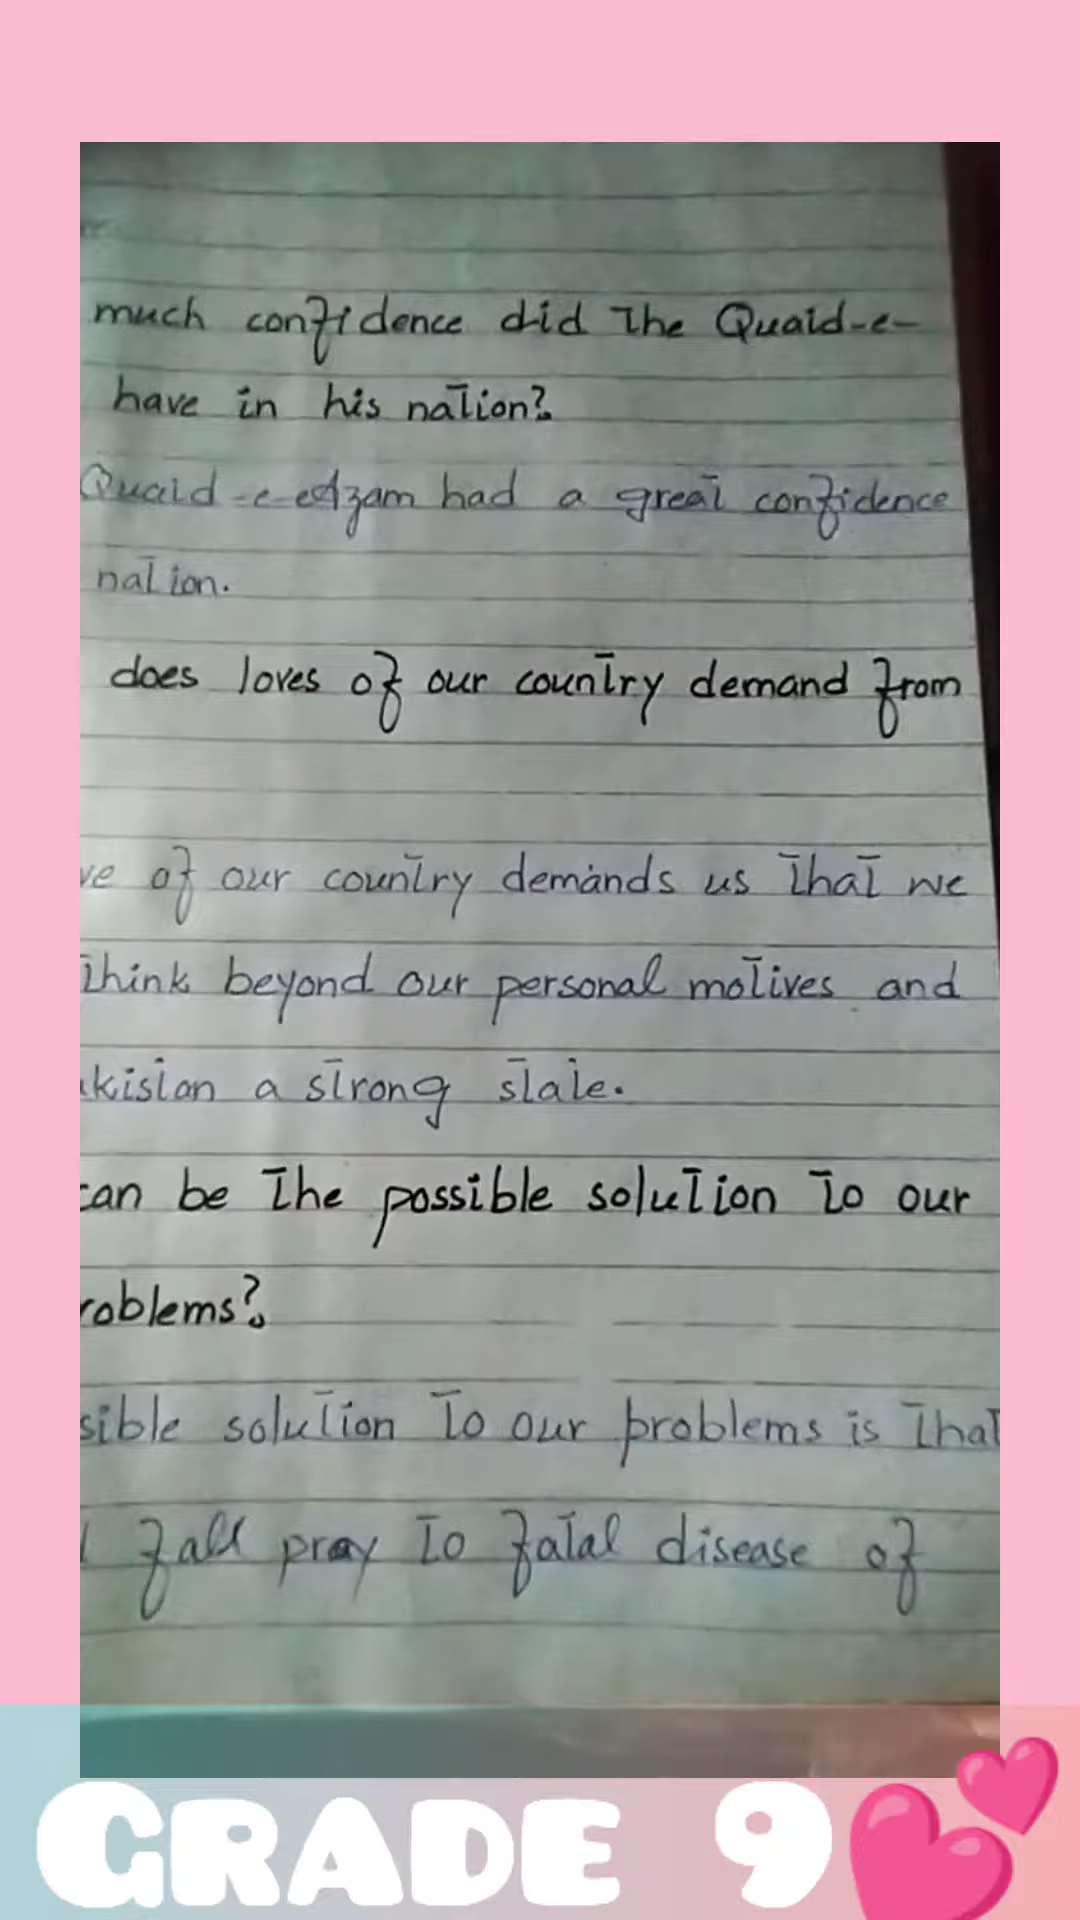 much confidence did the Quaid-e-
have in his nation?
Quaid-e-Azam had a great confidence
nation.
does loves of our country demand from
ve of our country demands us that we
think beyond our personal motives and
kistan a strong state.
can be the possible solution to our
roblems?
sible solution to our problems is that
fall pray to fatal disease of
GRADE 9